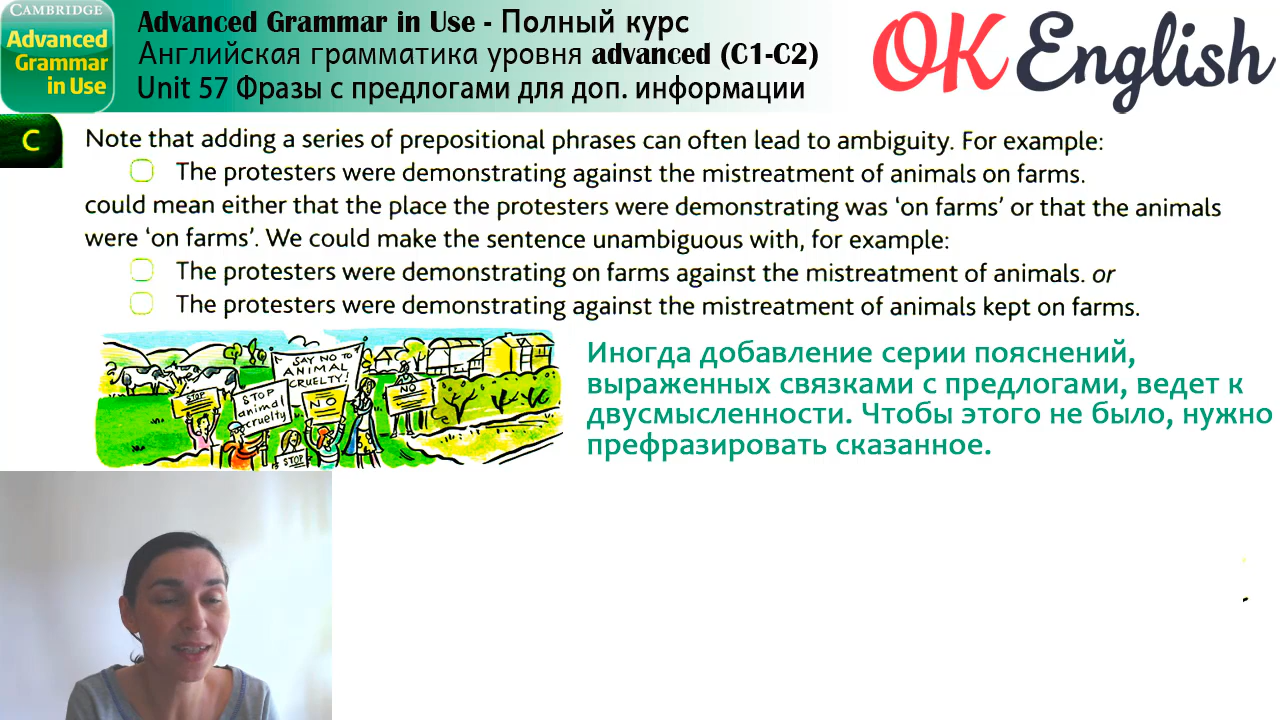 CAMBRIDGE
Advanced
Grammar
in Use
Advanced Grammar in Use - Полный курс
Английская грамматика уровня advanced (C1-C2)
Unit 57 Фразы с предлогами для доп. информации
OK English
C
Note that adding a series of prepositional phrases can often lead to ambiguity. For example:
The protesters were demonstrating against the mistreatment of animals on farms.
could mean either that the place the protesters were demonstrating was ‘on farms’ or that the animals
were ‘on farms’. We could make the sentence unambiguous with, for example:
The protesters were demonstrating on farms against the mistreatment of animals. or
The protesters were demonstrating against the mistreatment of animals kept on farms.
SAY NO TO
ANIMAL
CRUELTY!
STOP
STOP
animal
cruelty
NO
NO
STOP
Иногда добавление серии пояснений,
выраженных связками с предлогами, ведет к
двусмысленности. Чтобы этого не было, нужно
префразировать сказанное.